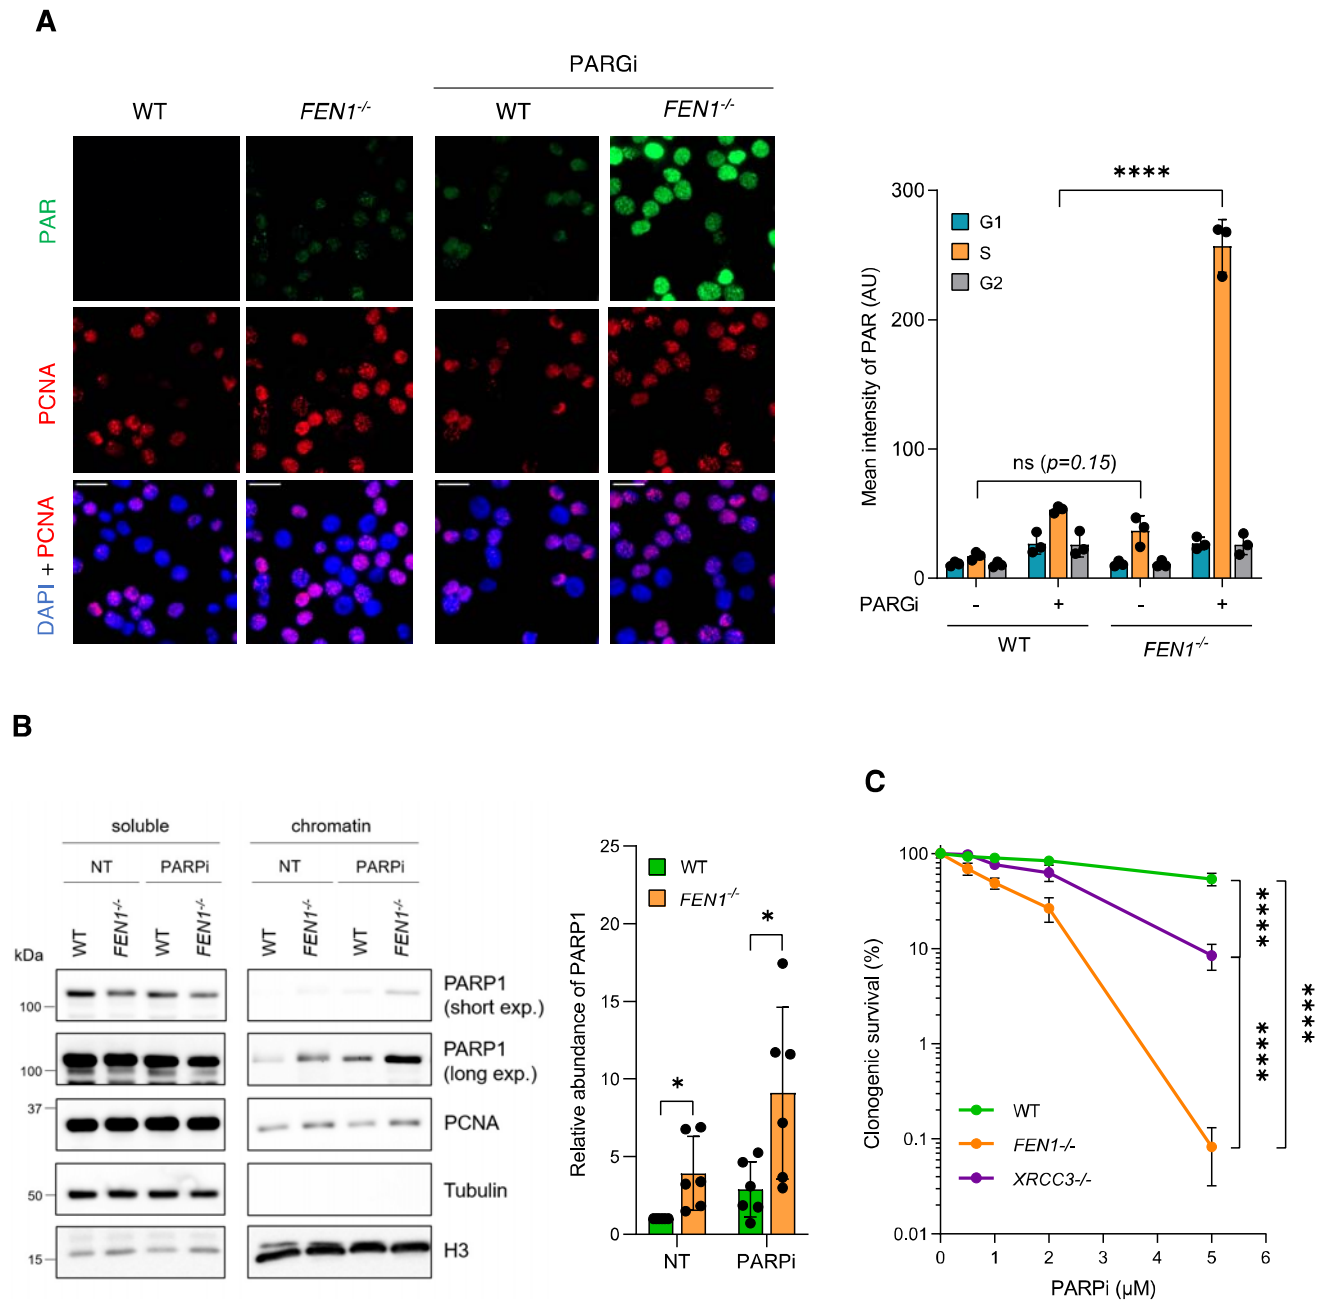 A
PARGi
WT
FEN1-/-
WT
FEN1-/-
PAR
PCNA
DAPI + PCNA
Mean intensity of PAR (AU)
300
200
100
0
G1
S
G2
****
ns (p=0.15)
PARGi
-
+
-
+
WT
FEN1-/-
B
soluble
chromatin
NT
PARPi
NT
PARPi
WT
FEN1-/-
WT
FEN1-/-
WT
FEN1-/-
WT
FEN1-/-
kDa
100
PARP1
(short exp.)
100
PARP1
(long exp.)
37
PCNA
50
Tubulin
15
H3
Relative abundance of PARP1
25
20
15
10
5
0
WT
FEN1-/-
*
*
NT
PARPi
C
Clonogenic survival (%)
100
10
1
0.1
0.01
WT
FEN1-/-
XRCC3-/-
****
****
****
0
1
2
3
4
5
6
PARPi (µM)